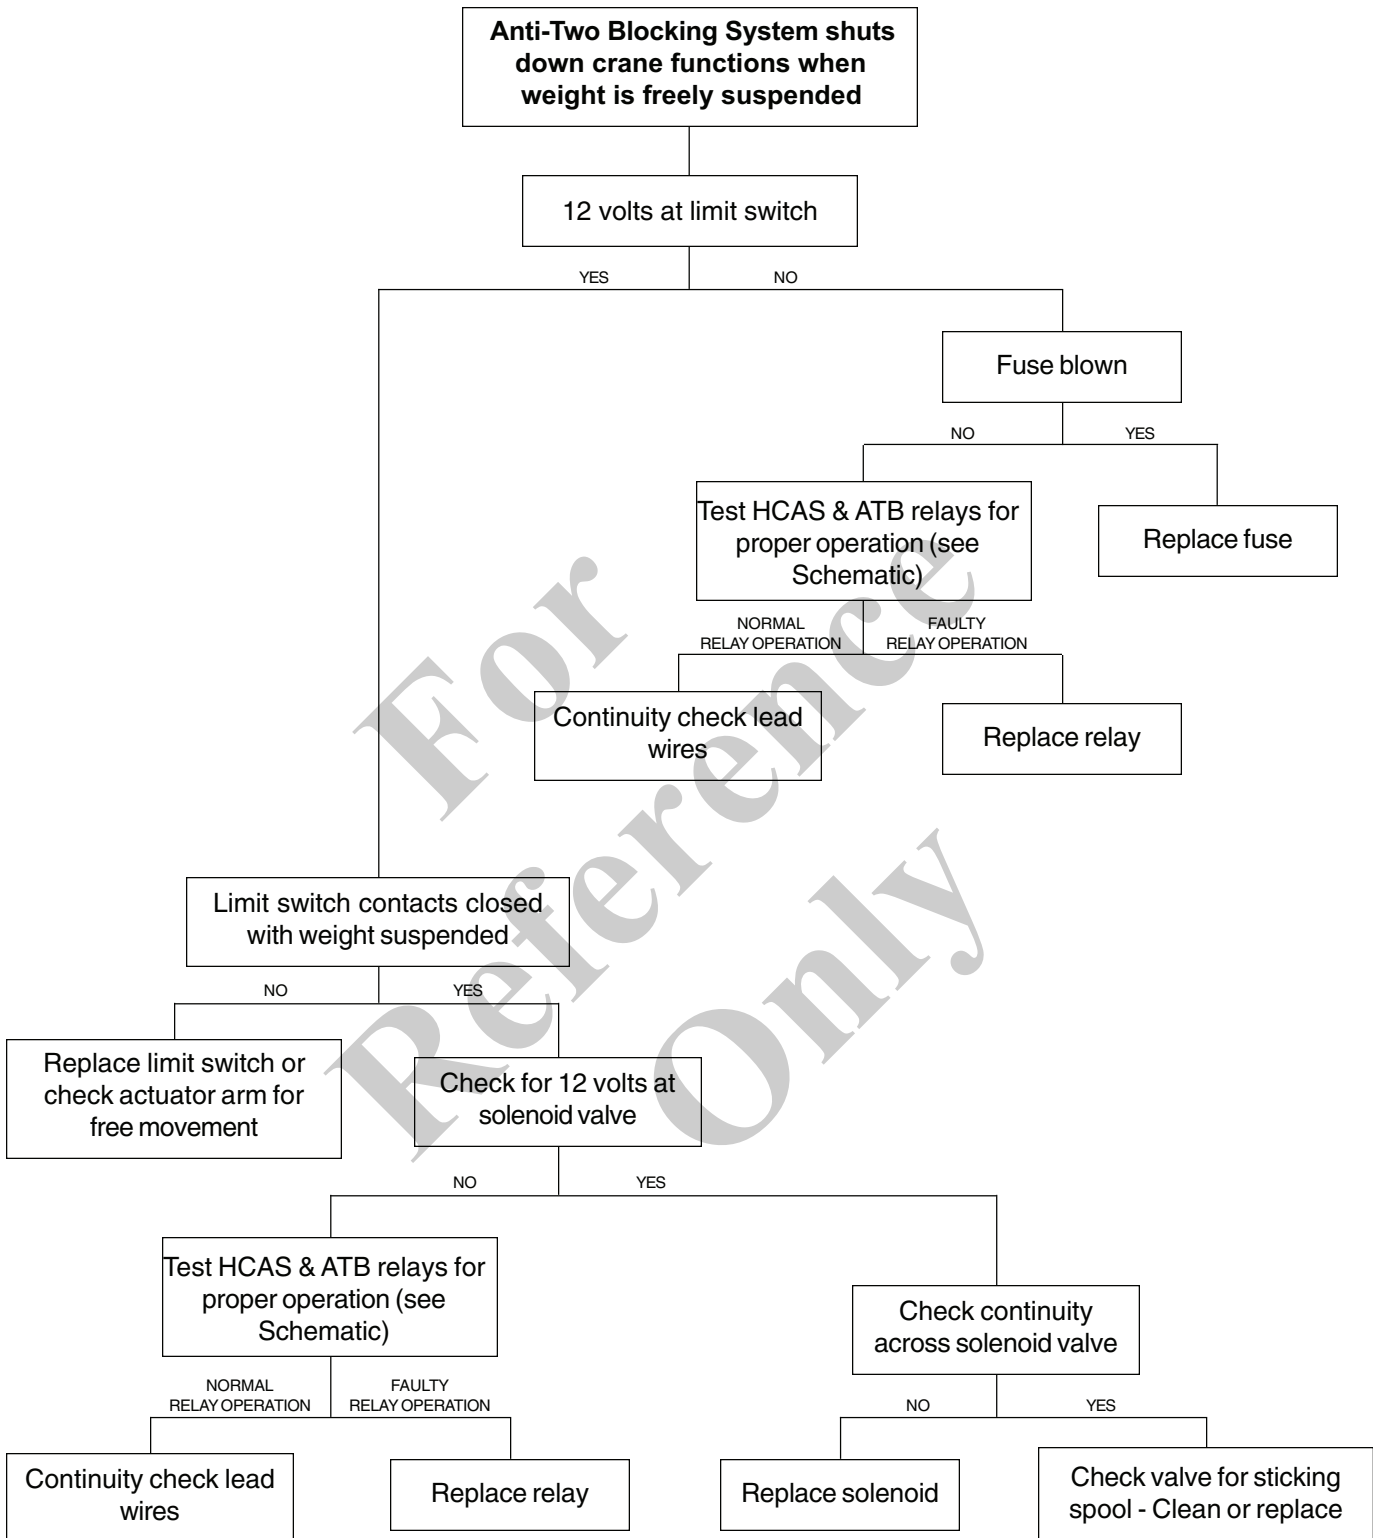 Anti-Two Blocking System shuts
down crane functions when
weight is freely suspended
12 volts at limit switch
YES
NO
Fuse blown
NO
YES
Test HCAS & ATB relays for
proper operation (see
Schematic)
Replace fuse
NORMAL
RELAY OPERATION
FAULTY
RELAY OPERATION
Continuity check lead
wires
Replace relay
For
Reference
Only
Limit switch contacts closed
with weight suspended
NO
YES
Replace limit switch or
check actuator arm for
free movement
Check for 12 volts at
solenoid valve
NO
YES
Test HCAS & ATB relays for
proper operation (see
Schematic)
Check continuity
across solenoid valve
NORMAL
RELAY OPERATION
FAULTY
RELAY OPERATION
NO
YES
Continuity check lead
wires
Replace relay
Replace solenoid
Check valve for sticking
spool - Clean or replace